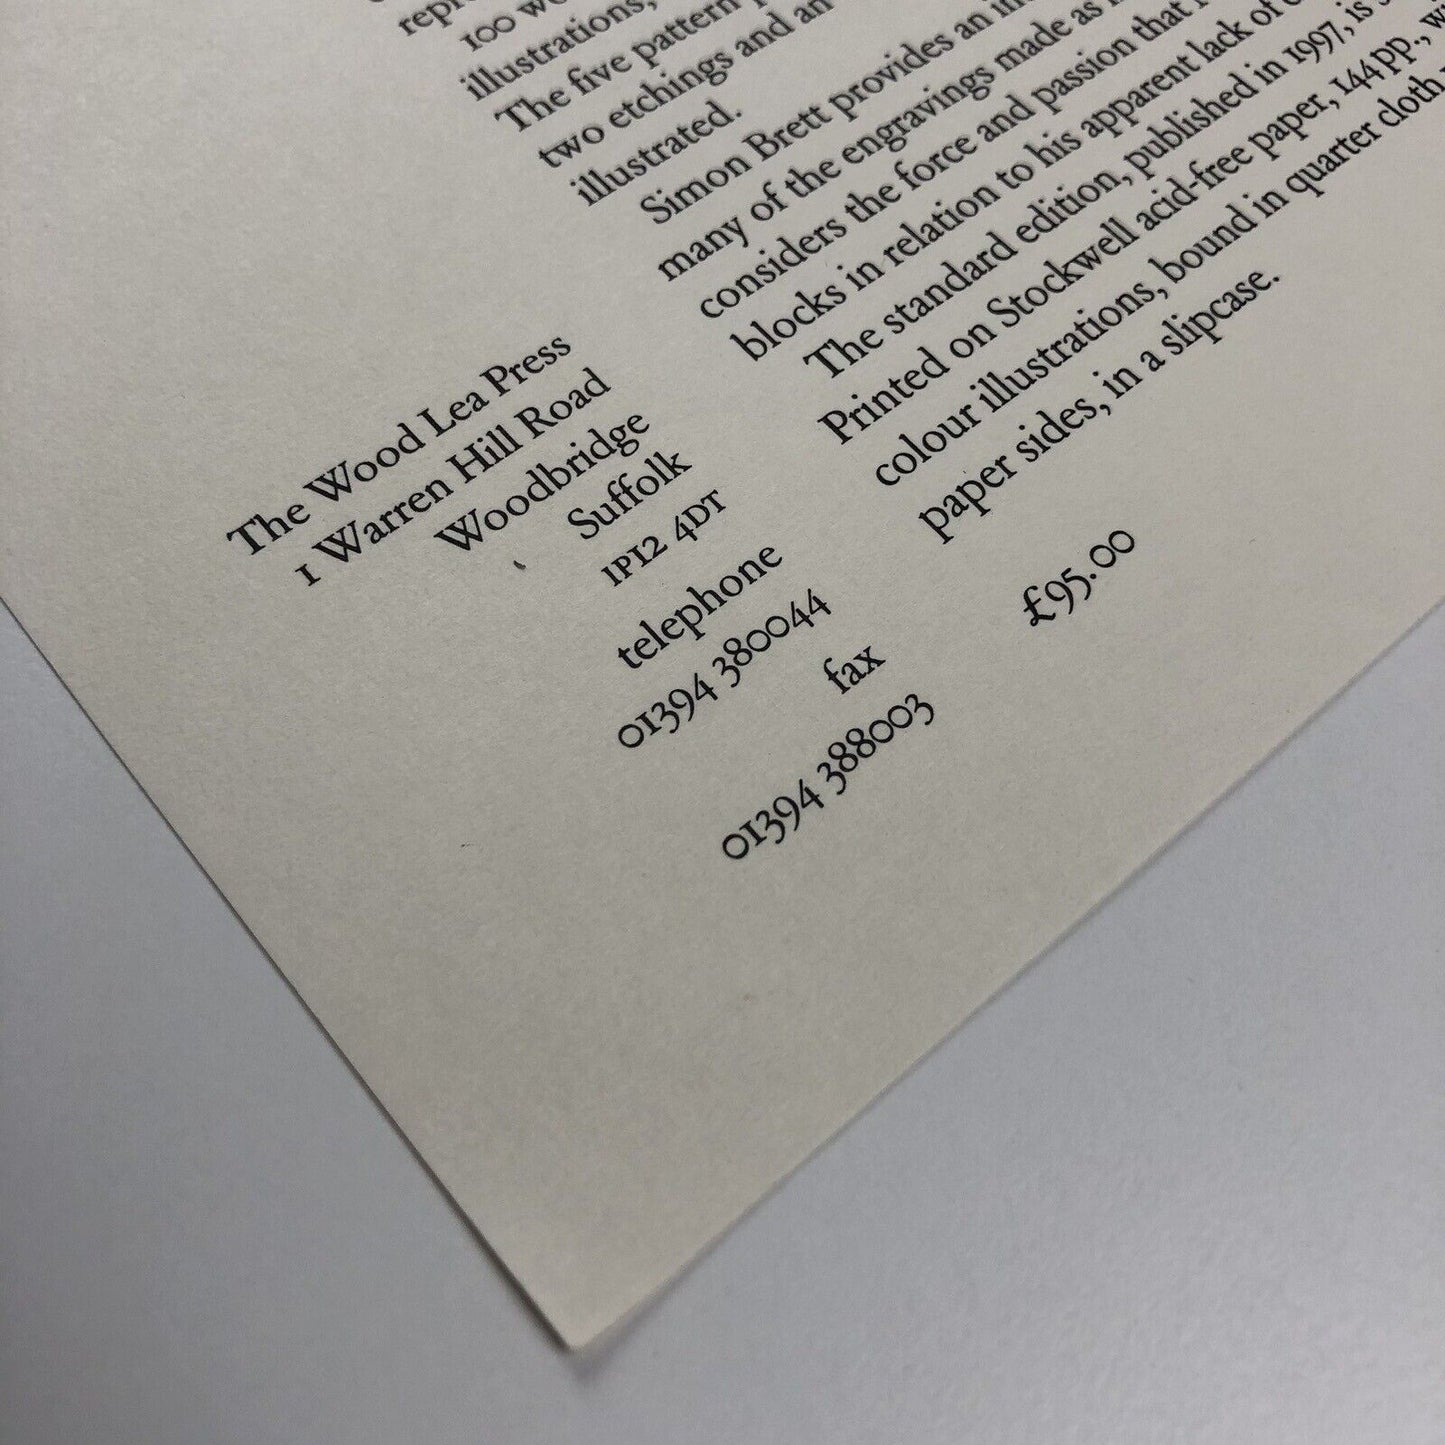 100
illustrations,
The five pattern
two etchings and an
illustrated.
Simon Brett provides an
many of the engravings made as
considers the force and passion that
blocks in relation to his apparent lack of
The standard edition, published in 1997, is
Printed on Stockwell acid-free paper, 144 pp.,
colour illustrations, bound in quarter cloth
paper sides, in a slipcase.
£95.00
The Wood Lea Press
1 Warren Hill Road
Woodbridge
Suffolk
IP12 4DT
telephone
01394 380044
fax
01394 388003